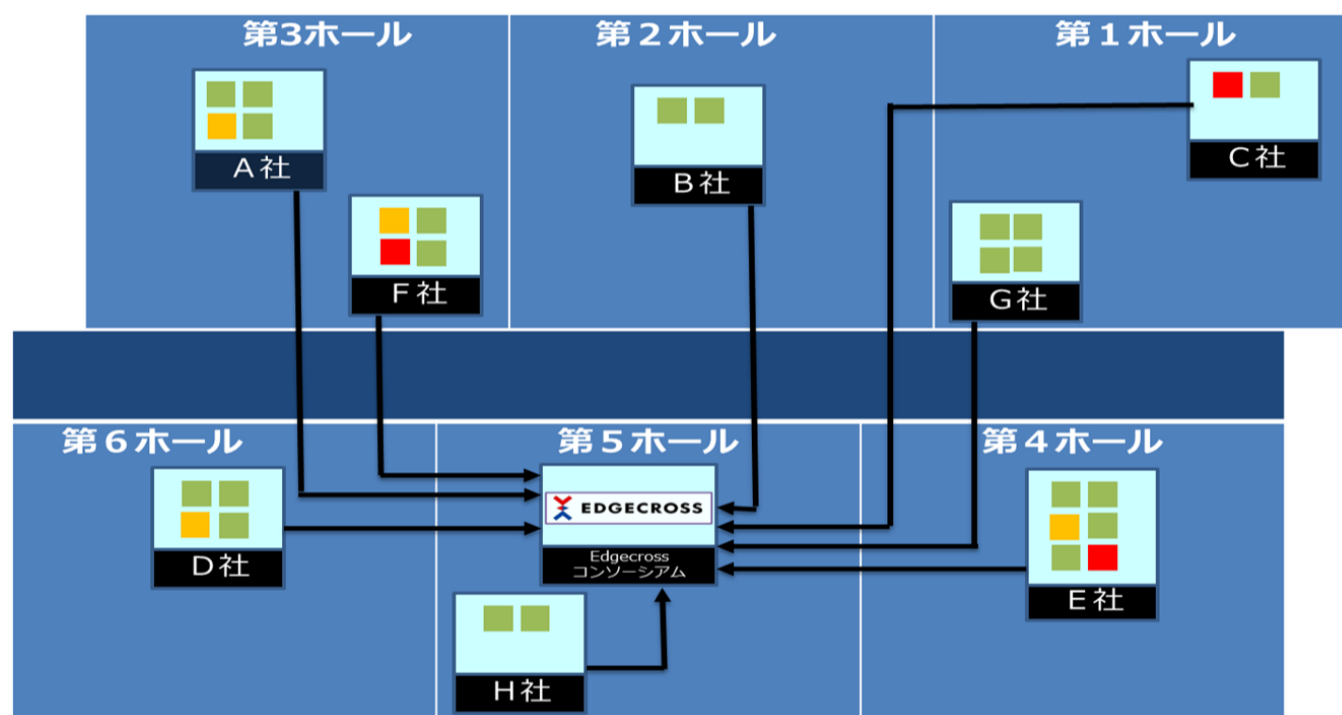 第3ホール
第２ホール
第１ホール
A社
B社
C社
F社
G社
第６ホール
第５ホール
第４ホール
EDGECROSS
Edgecross
コンソーシアム
D社
E社
H社